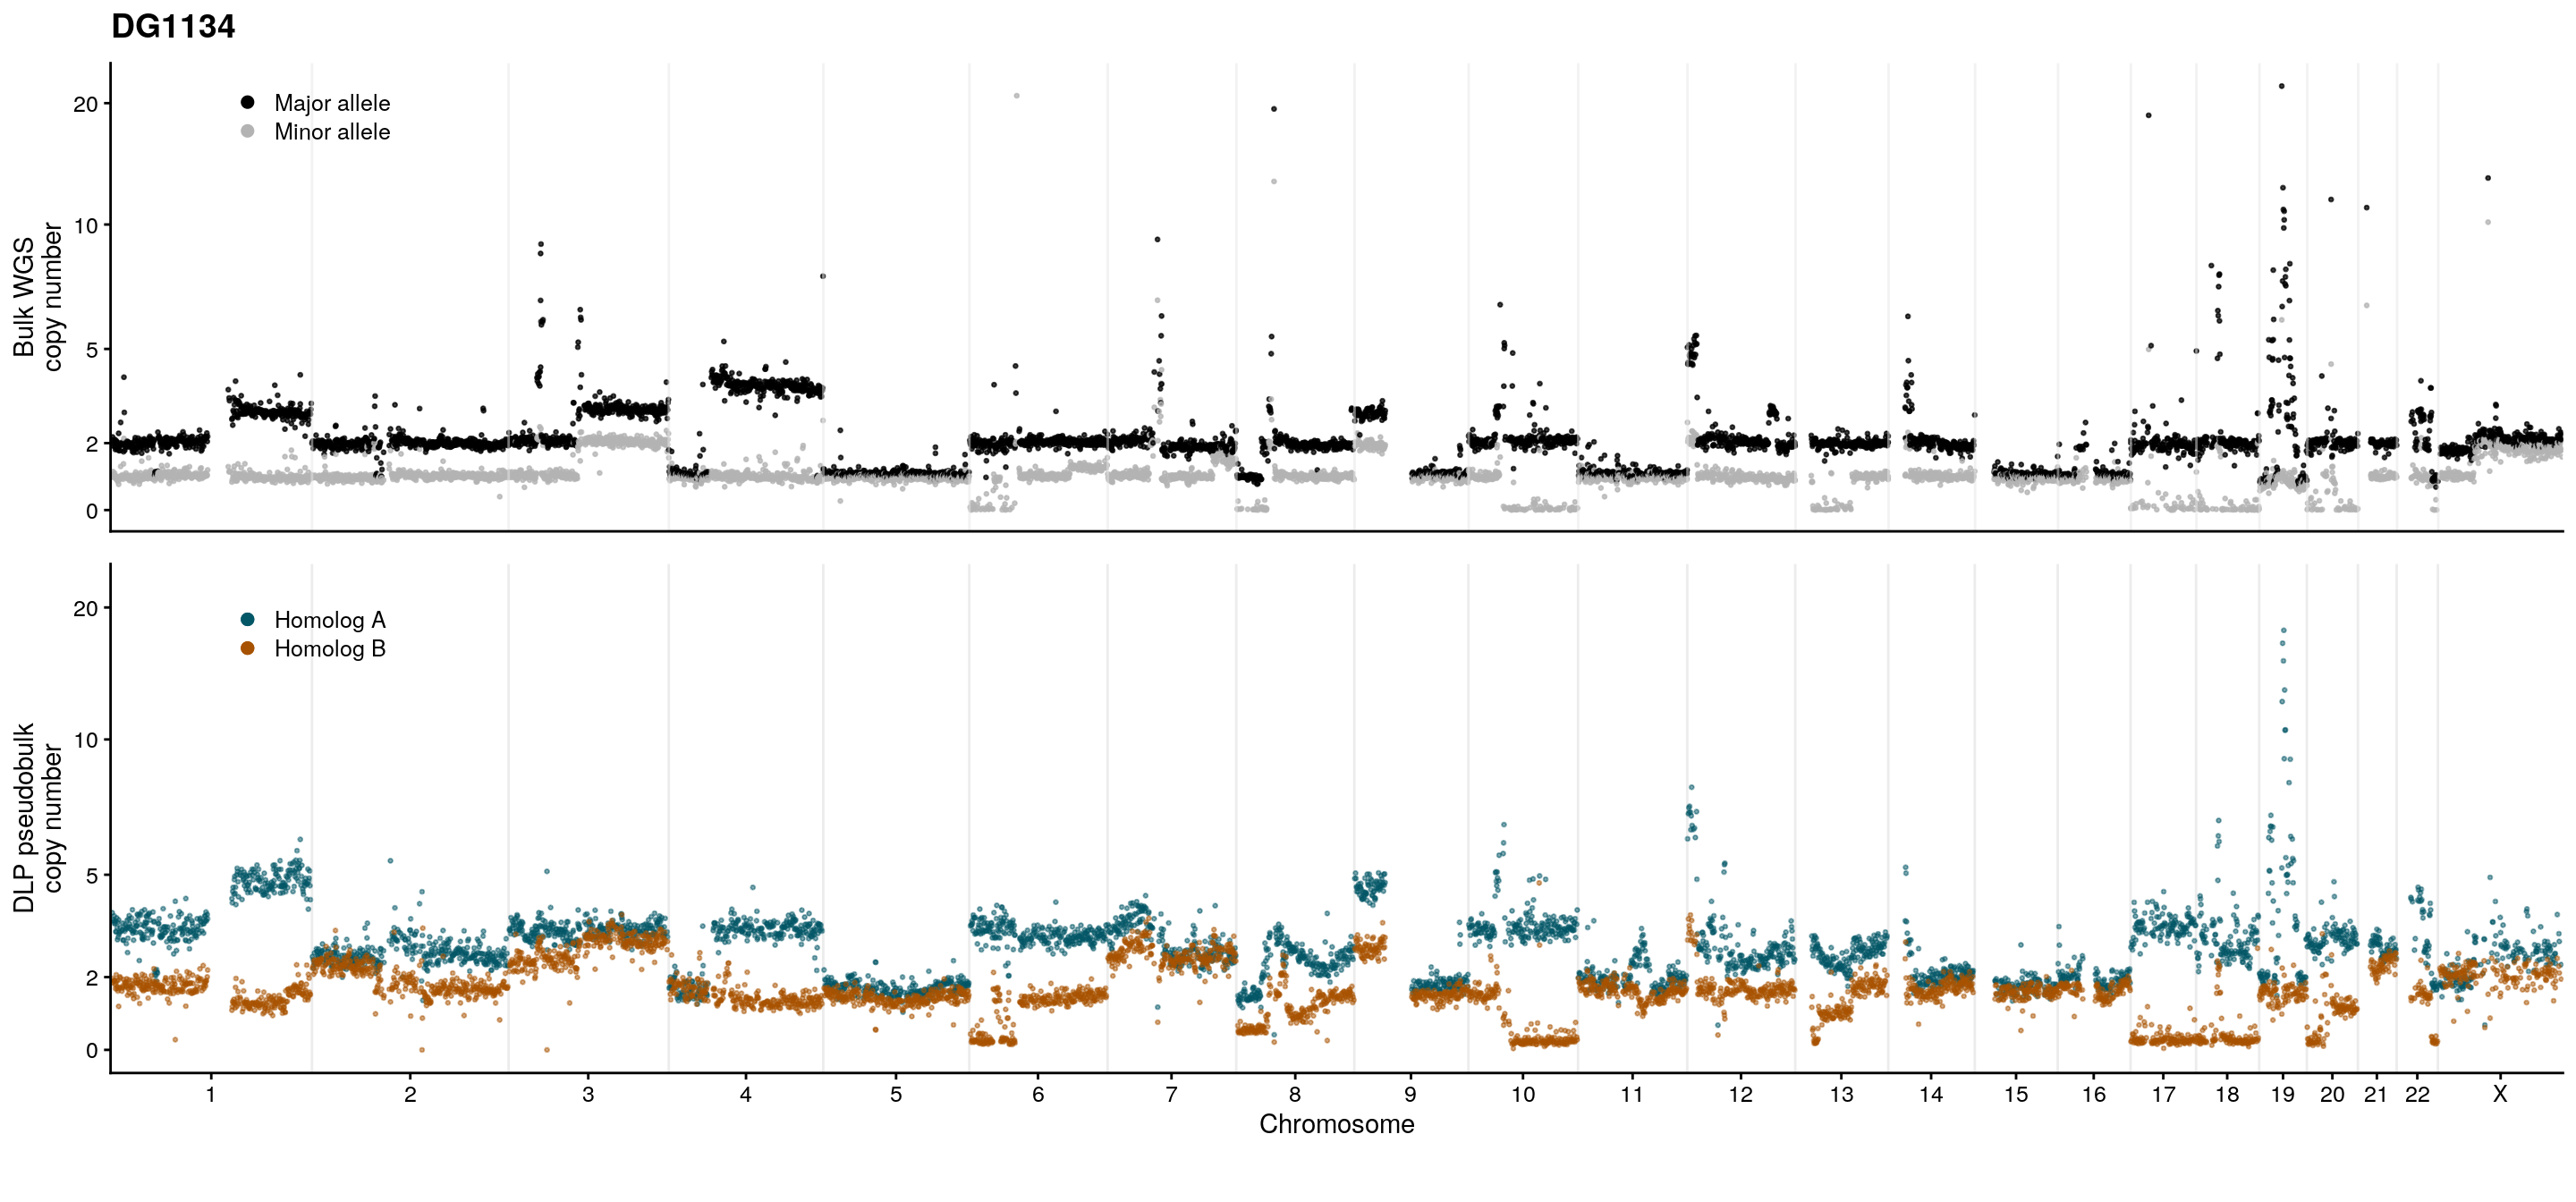 DG1134
Bulk WGS
copy number
20
10
5
2
0
Major allele
Minor allele
DLP pseudobulk
copy number
20
10
5
2
0
Homolog A
Homolog B
1 2 3 4 5 6 7 8 9 10 11 12 13 14 15 16 17 18 19 20 21 22 X
Chromosome